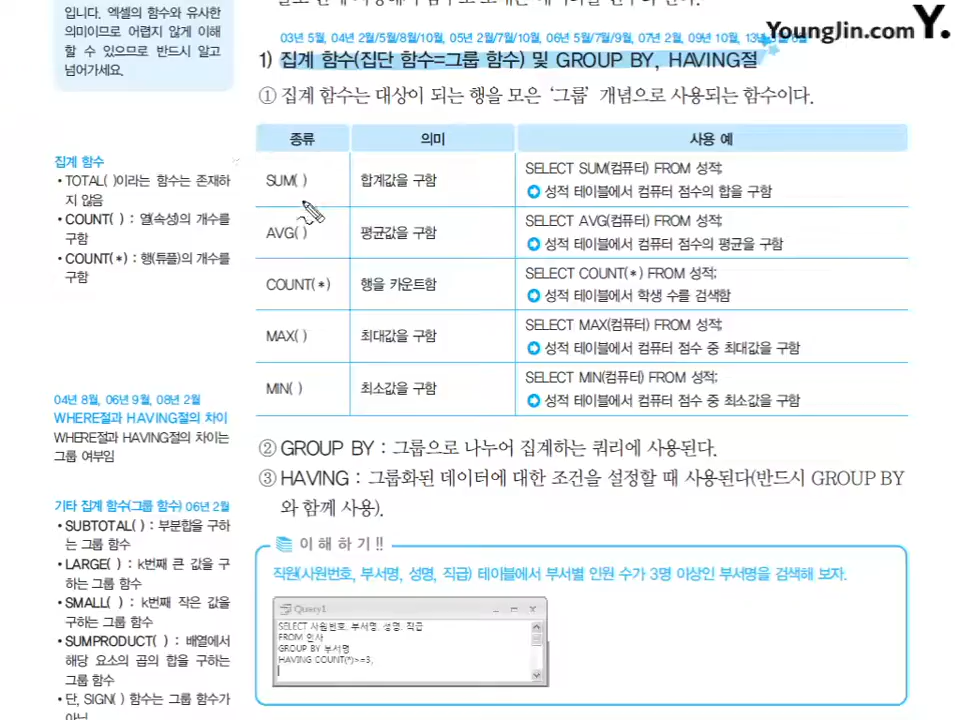 입니다. 엑셀의 함수와 유사한
의미이므로 어렵지 않게 이해
할 수 있으므로 반드시 알고
넘어가세요.
Younglin.com Y.
03년 5월, 04년 2월/5월/8월/10월, 05년 2월/7월/10월, 06년 5월/7월/9월, 07년 2월, 09년 10월, 13년
1) 집계 함수(집단 함수=그룹 함수) 및 GROUP BY, HAVING절
① 집계 함수는 대상이 되는 행을 모은 ‘그룹’ 개념으로 사용되는 함수이다.
종류 의미 사용 예
SUM( ) 합계값을 구함 SELECT SUM(컴퓨터) FROM 성적;
성적 테이블에서 컴퓨터 점수의 합을 구함
AVG( ) 평균값을 구함 SELECT AVG(컴퓨터) FROM 성적;
성적 테이블에서 컴퓨터 점수의 평균을 구함
COUNT(*) 행을 카운트함 SELECT COUNT(*) FROM 성적;
성적 테이블에서 학생 수를 검색함
MAX( ) 최대값을 구함 SELECT MAX(컴퓨터) FROM 성적;
성적 테이블에서 컴퓨터 점수 중 최대값을 구함
MIN( ) 최소값을 구함 SELECT MIN(컴퓨터) FROM 성적;
성적 테이블에서 컴퓨터 점수 중 최소값을 구함
집계 함수
• TOTAL( )이라는 함수는 존재하
지 않음
• COUNT( ) : 열(속성)의 개수를
구함
• COUNT(*) : 행(튜플)의 개수를
구함
04년 8월, 06년 9월, 08년 2월
WHERE절과 HAVING절의 차이
WHERE절과 HAVING절의 차이는
그룹 여부임
기타 집계 함수(그룹 함수) 06년 2월
• SUBTOTAL( ) : 부분합을 구하
는 그룹 함수
• LARGE( ) : k번째 큰 값을 구
하는 그룹 함수
• SMALL( ) : k번째 작은 값을
구하는 그룹 함수
• SUMPRODUCT( ) : 배열에서
해당 요소의 곱의 합을 구하는
그룹 함수
• 단, SIGN( ) 함수는 그룹 함수가
아님
② GROUP BY : 그룹으로 나누어 집계하는 쿼리에 사용된다.
③ HAVING : 그룹화된 데이터에 대한 조건을 설정할 때 사용된다(반드시 GROUP BY
와 함께 사용).
이 해 하 기 !!
직원(사원번호, 부서명, 성명, 직급) 테이블에서 부서별 인원 수가 3명 이상인 부서명을 검색해 보자.
Query1
SELECT 사원번호, 부서명, 성명, 직급
FROM 인사
GROUP BY 부서명
HAVING COUNT(*)>=3;